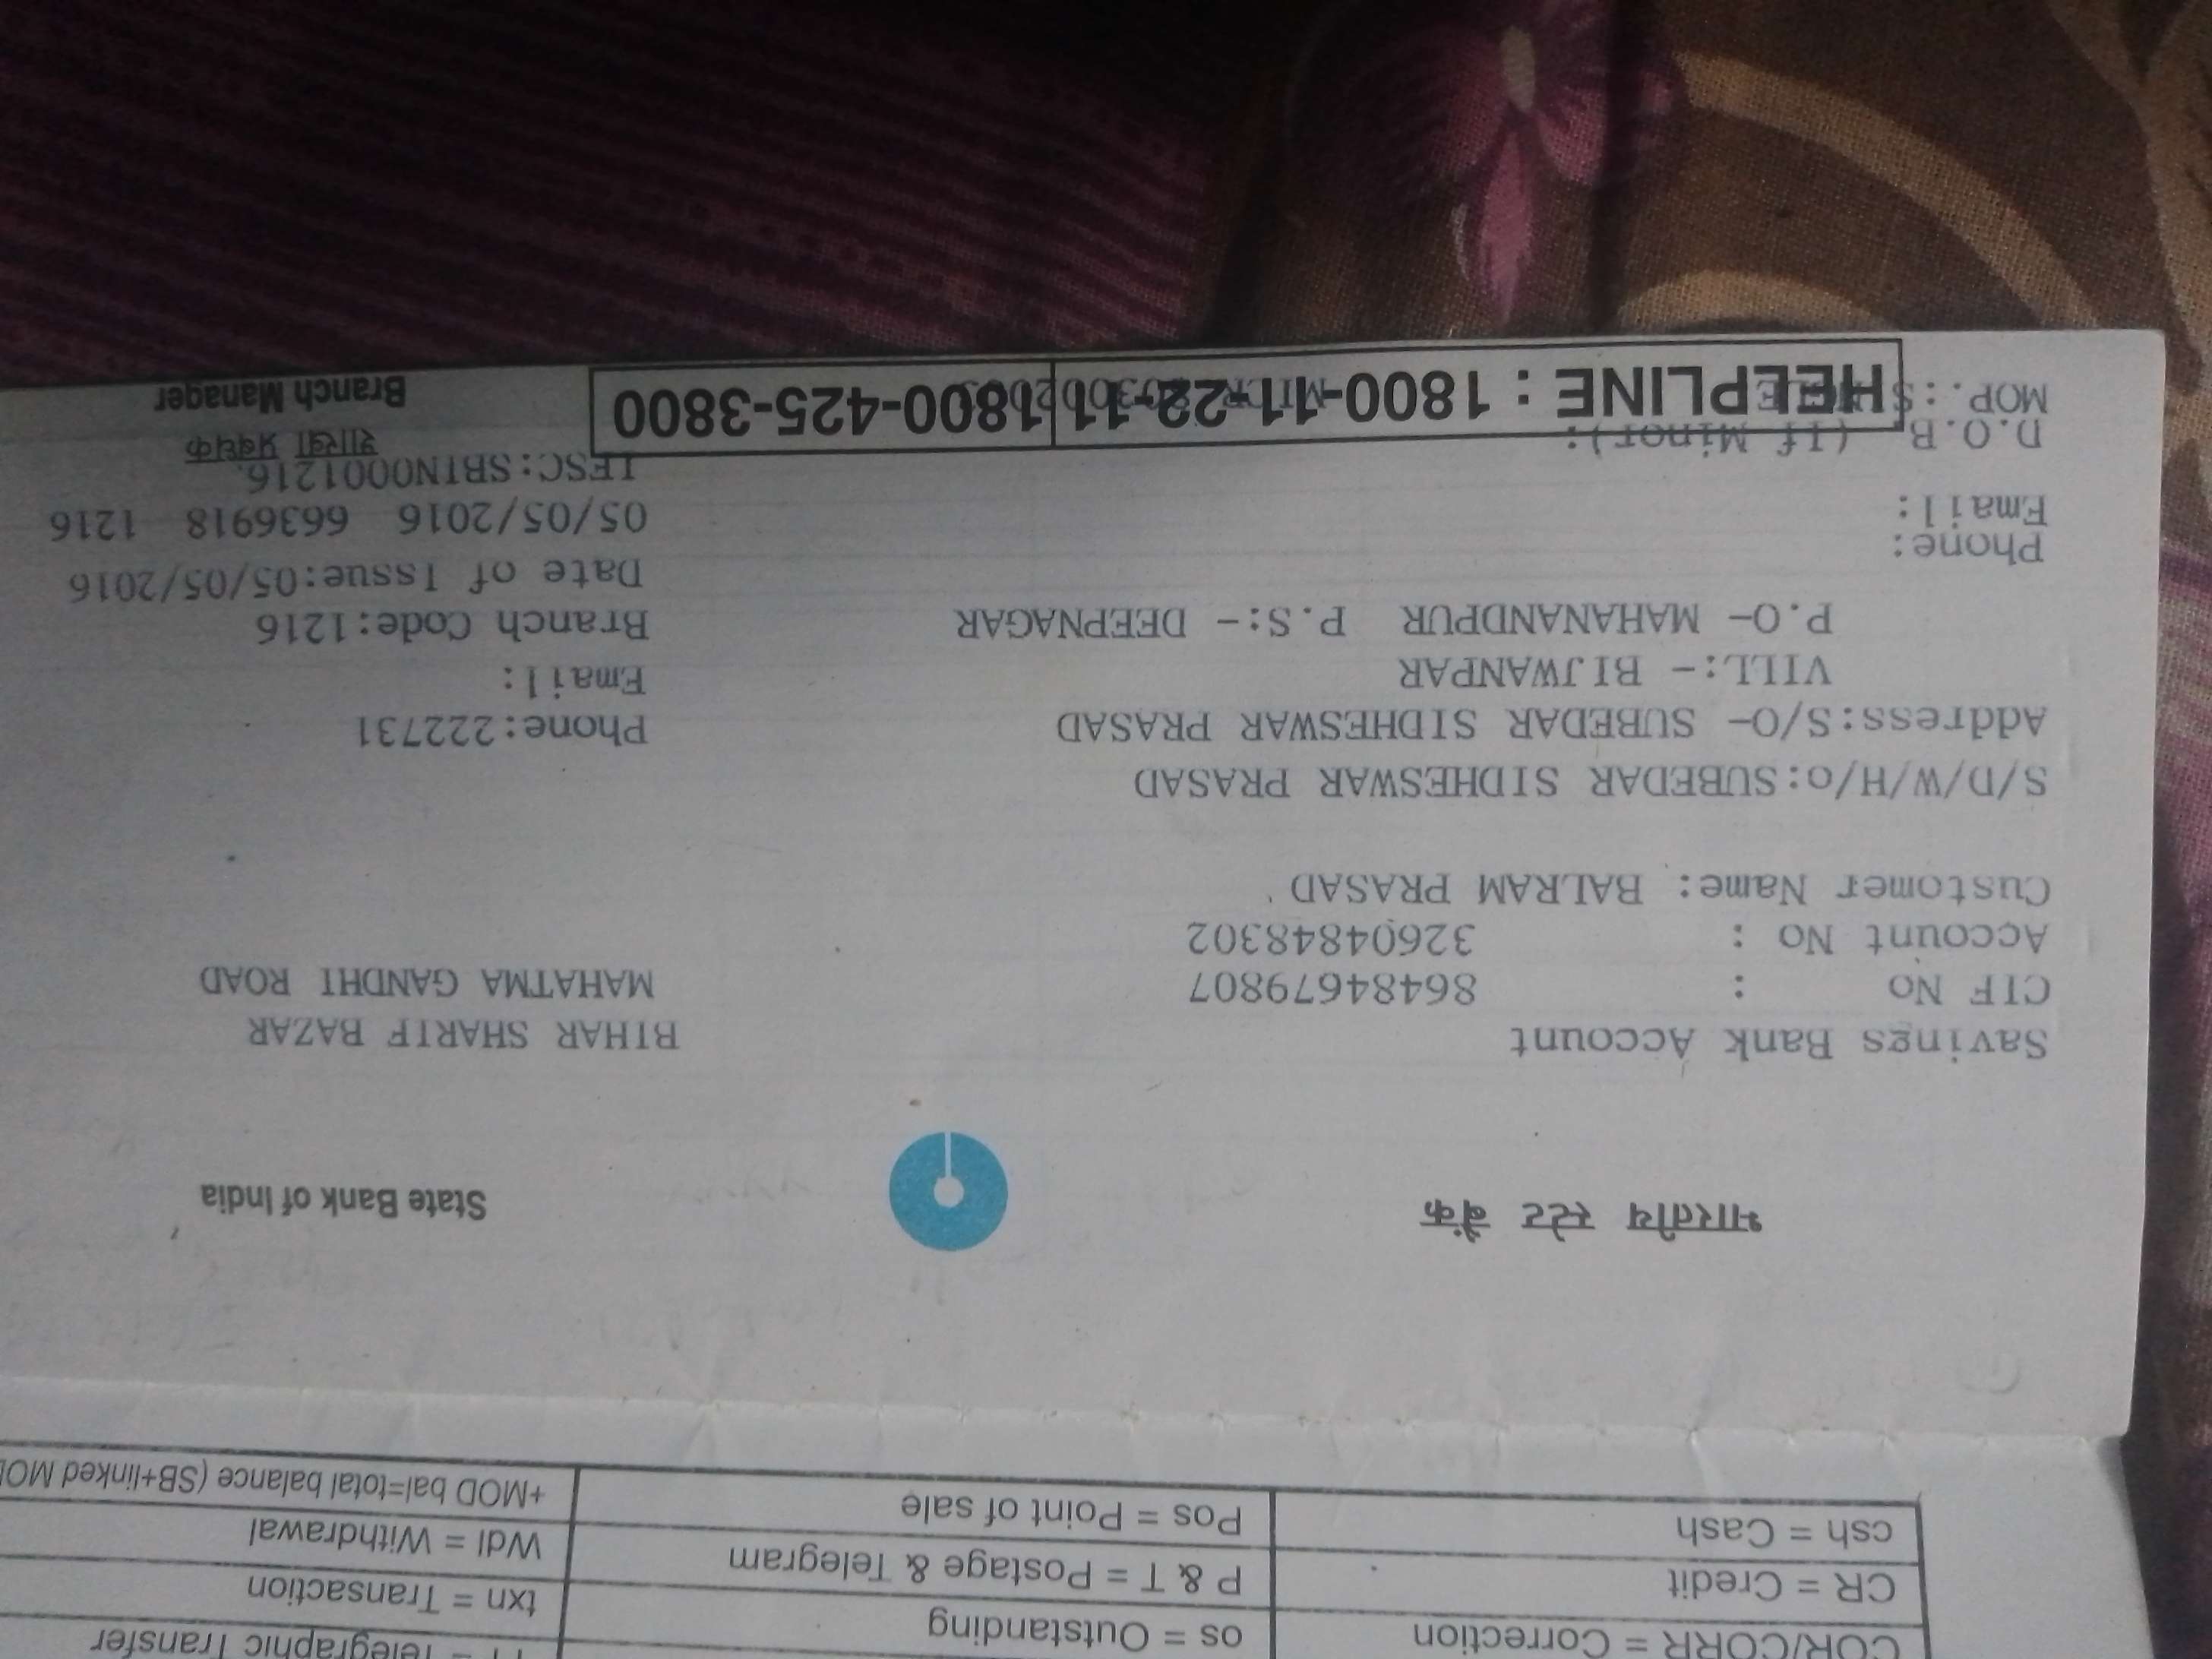 भारतीय स्टेट बैंक
State Bank of India
Savings Bank Account
BIHAR SHARIF BAZAR
CIF No : 86484679807
MAHATMA GANDHI ROAD
Account No : 32604848302
Customer Name: BALRAM PRASAD
S/D/W/H/o:SUBEDAR SIDHESWAR PRASAD
Address:S/O- SUBEDAR SIDHESWAR PRASAD
Phone:222731
VILL:- BIJWANPAR
Email:
P.O- MAHANANDPUR P.S:- DEEPNAGAR
Branch Code:1216
Phone:
Date of Issue:05/05/2016
Email:
05/05/2016 6636918 1216
D.O.B (If Minor):
IFSC:SBIN0001216
शाखा प्रबंधक
MOP.:
HELPLINE : 1800-11-22-11 1800-425-3800
Branch Manager
COR/CORR = Correction
os = Outstanding
Telegraphic Transfer
CR = Credit
P & T = Postage & Telegram
txn = Transaction
csh = Cash
Pos = Point of sale
Wdl = Withdrawal
+MOD bal=total balance (SB+linked